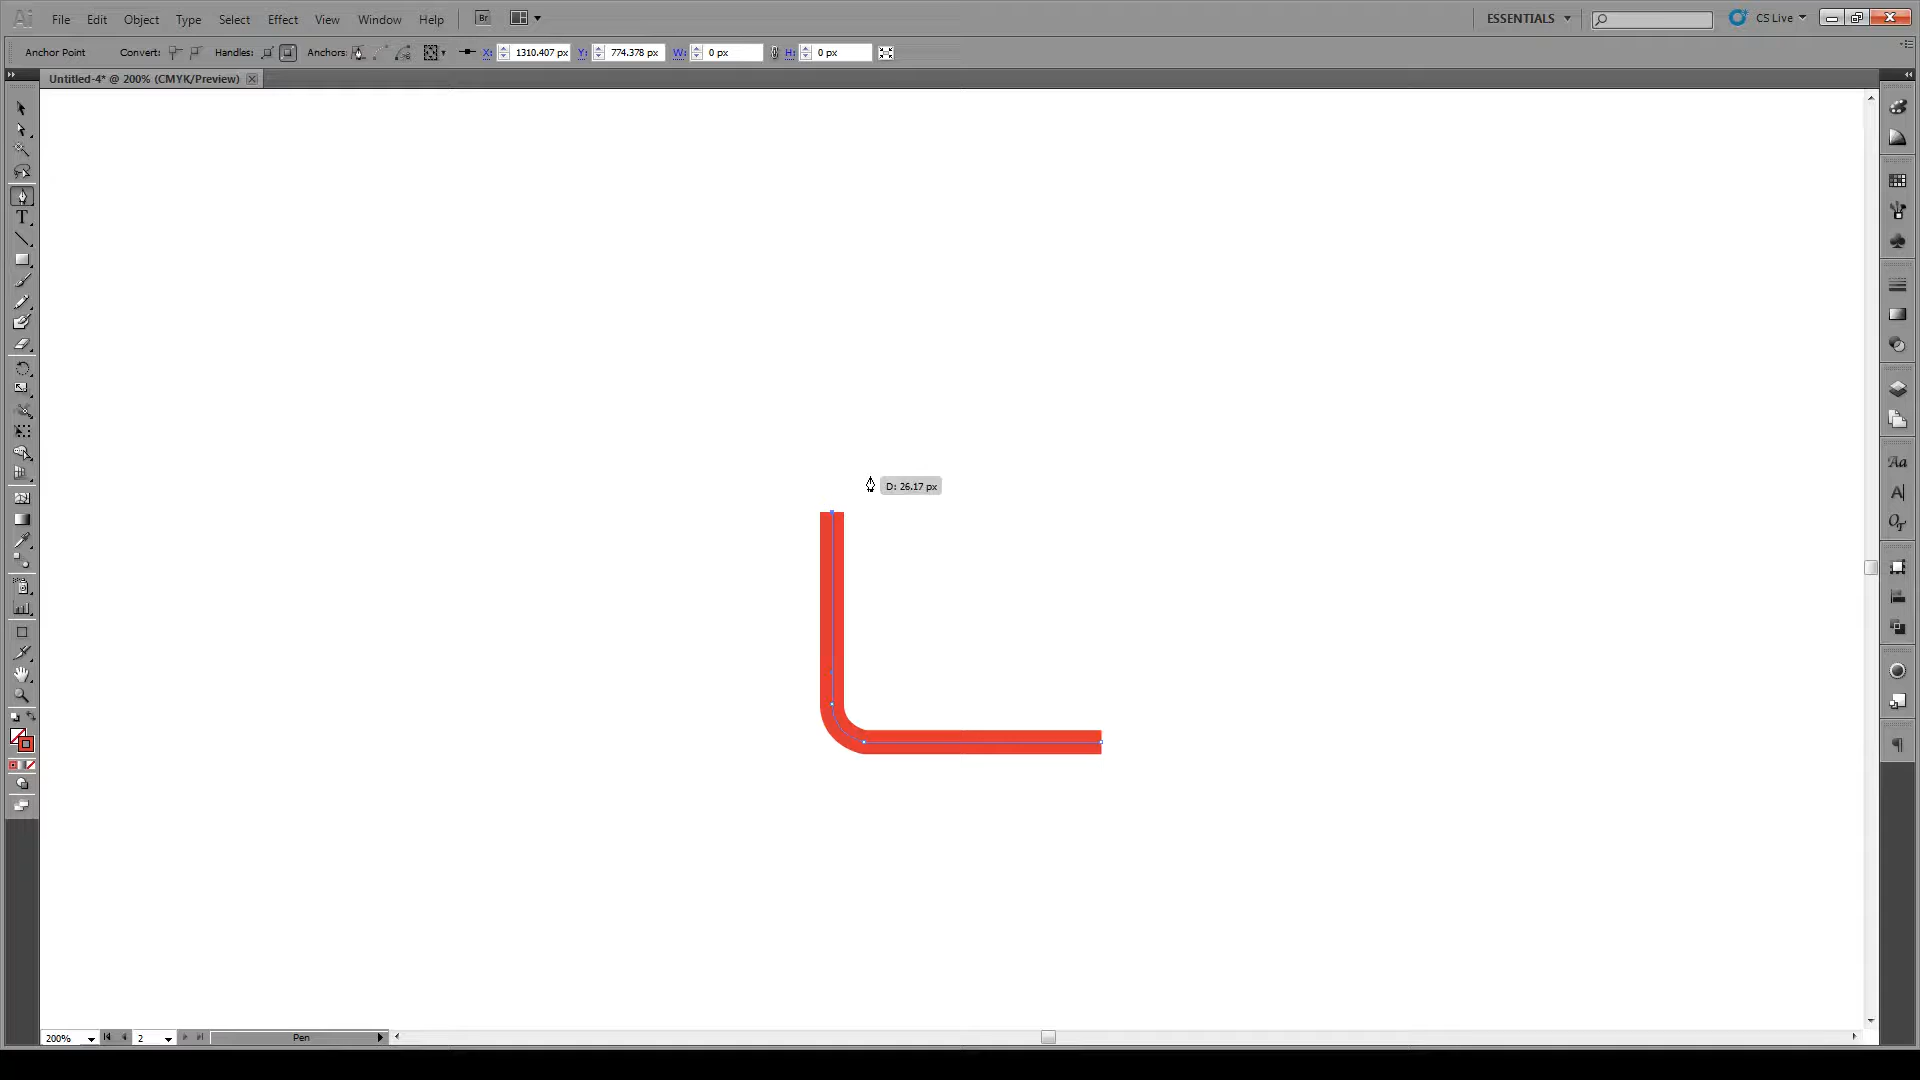 Ai File Edit Object Type Select Effect View Window Help Br ESSENTIALS CS Live
Anchor Point Convert: Handles: Anchors: X: 1310.407 px Y: 774.378 px W: 0 px H: 0 px
Untitled-4* @ 200% (CMYK/Preview)
T
Aa
A
O
D: 26.17 px
200% 2 Pen